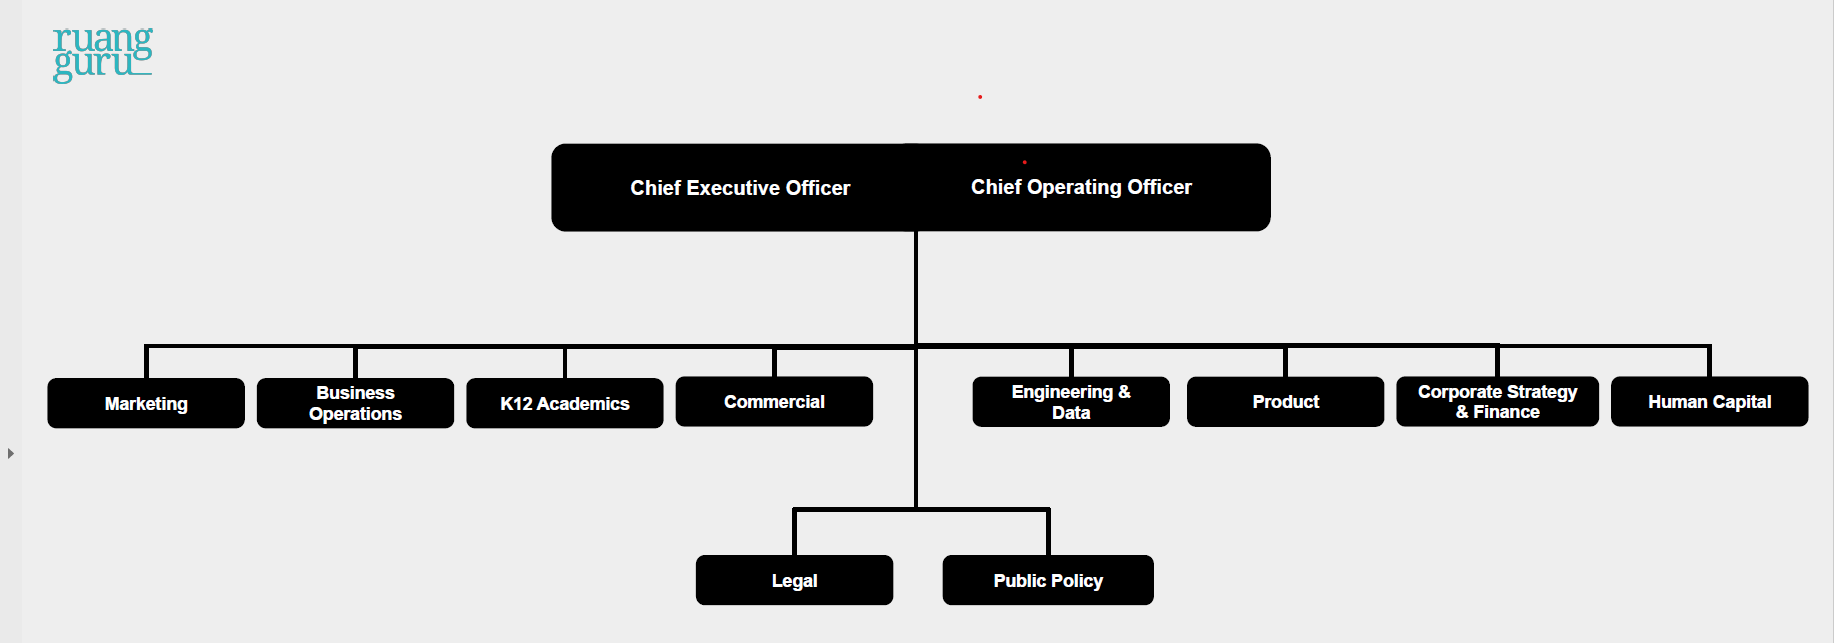 ruang
guru
Chief Executive Officer
Chief Operating Officer
Marketing
Business
Operations
K12 Academics
Commercial
Engineering &
Data
Product
Corporate Strategy
& Finance
Human Capital
Legal
Public Policy